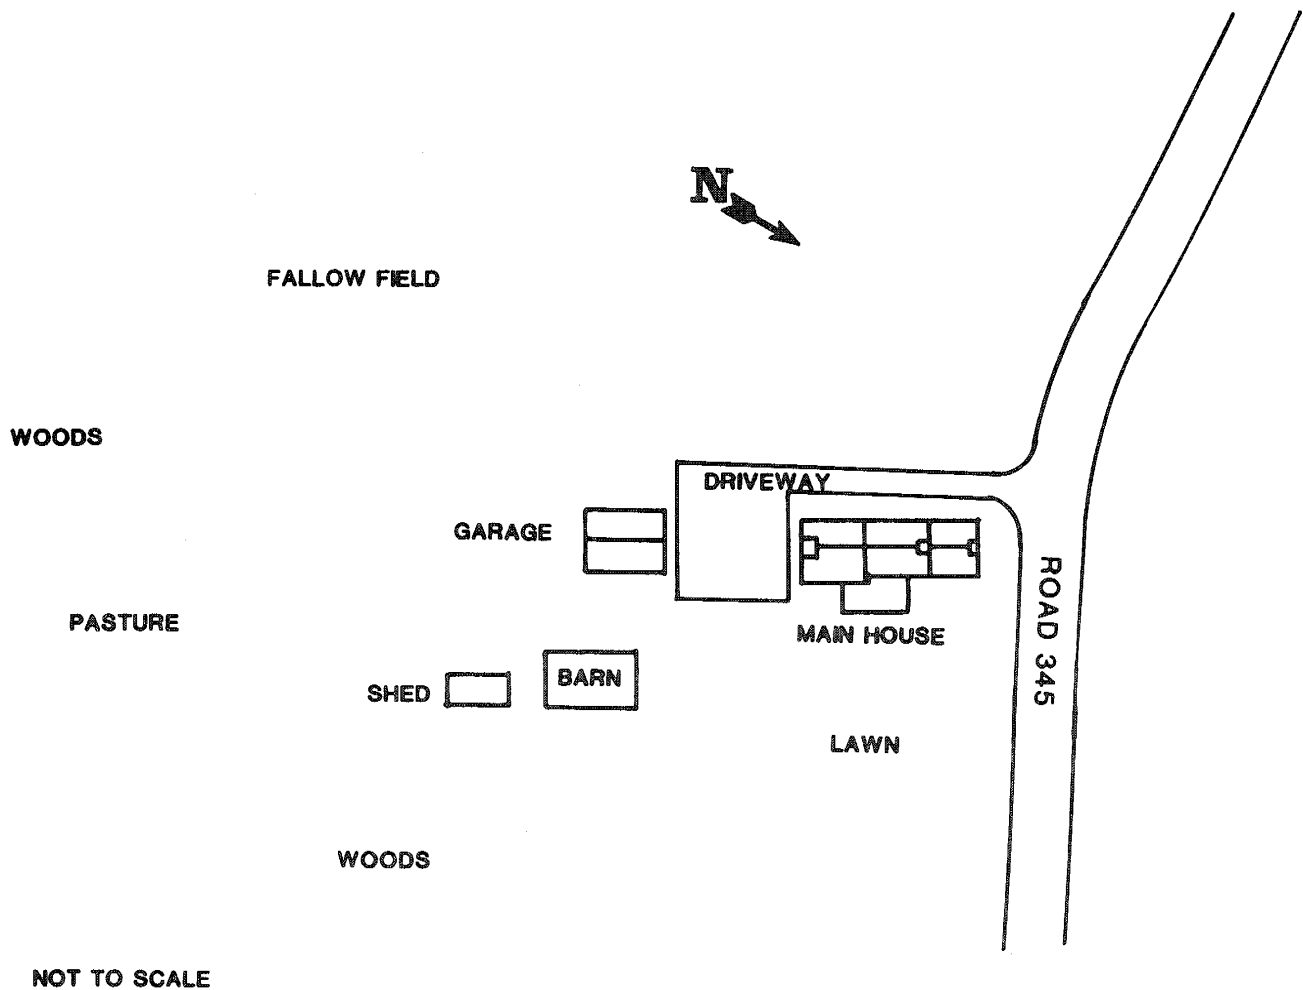 N
FALLOW FIELD
WOODS
DRIVEWAY
GARAGE
ROAD 345
PASTURE
MAIN HOUSE
BARN
SHED
LAWN
WOODS
NOT TO SCALE